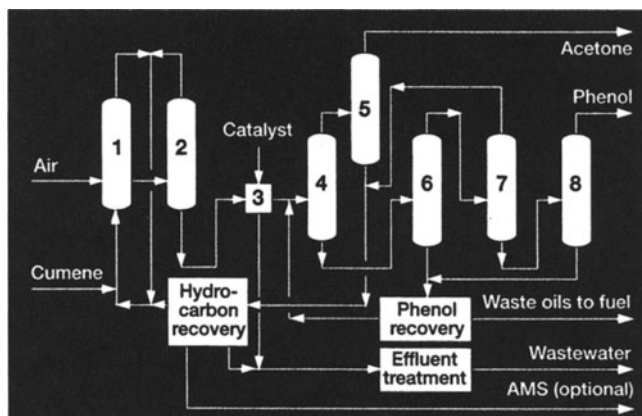 Acetone
5
Phenol
Catalyst
1
2
4
6
7
8
Air
3
Cumene
Hydro-
carbon
recovery
Phenol
recovery
Waste oils to fuel
Effluent
treatment
Wastewater
AMS (optional)